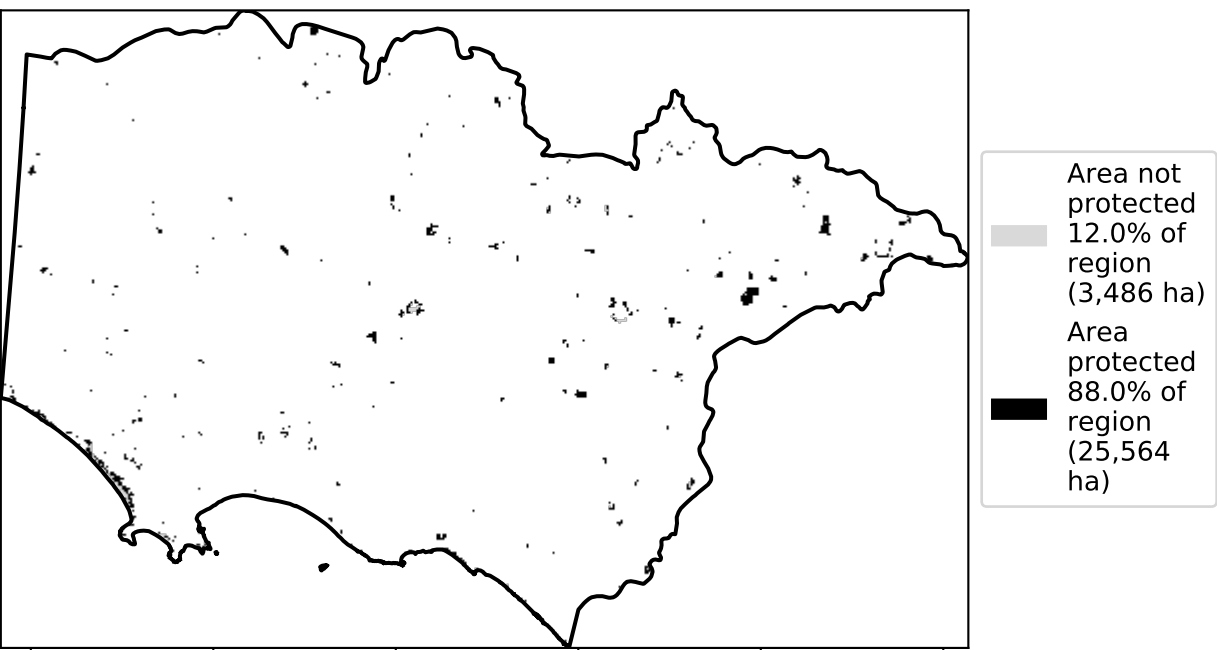 Area not
protected
12.0% of
region
(3,486 ha)
Area
protected
88.0% of
region
(25,564
ha)